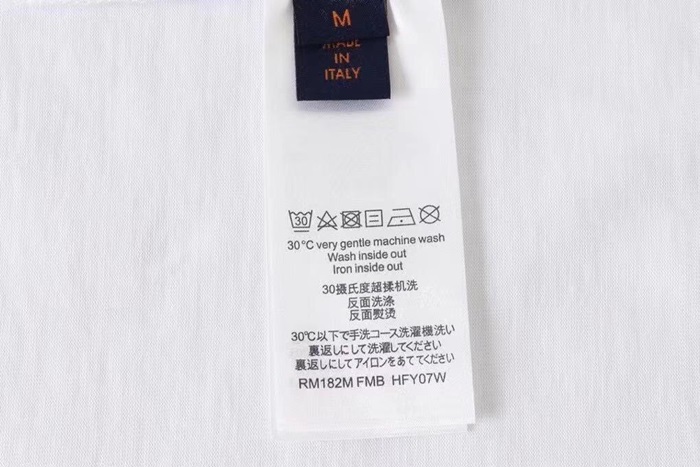 M
MADE
IN
ITALY
30
30°C very gentle machine wash
Wash inside out
Iron inside out
30摄氏度超揉机洗
反面洗涤
反面熨烫
30℃以下で手洗コース洗濯機洗い
裏返しにして洗濯してください
裏返しにしてアイロンをあててください
RM182M FMB HFY07W